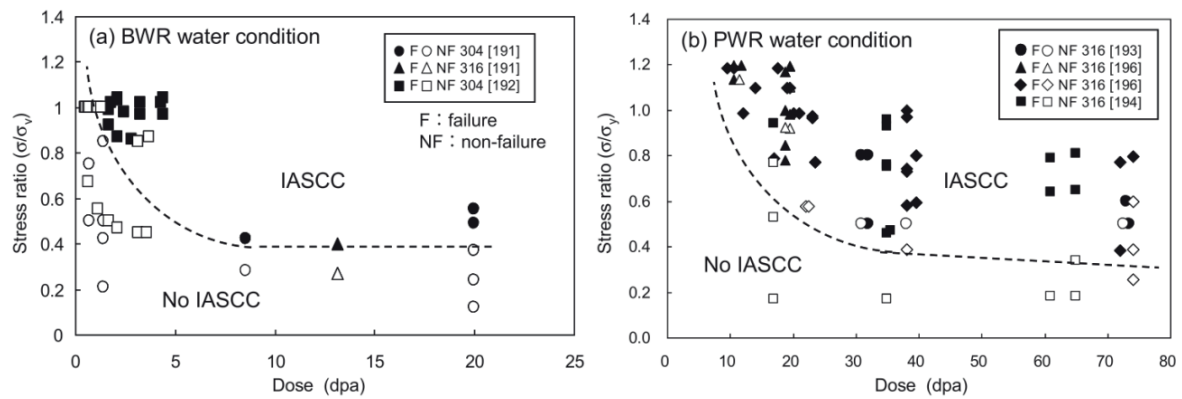 (a) BWR water condition
F NF 304 [191]
F NF 316 [191]
F NF 304 [192]
F : failure
NF : non-failure
IASCC
No IASCC
Stress ratio (σ/σy)
1.4
1.2
1
0.8
0.6
0.4
0.2
0
0
5
10
15
20
25
Dose (dpa)
(b) PWR water condition
F NF 316 [193]
F NF 316 [196]
F NF 316 [196]
F NF 316 [194]
IASCC
No IASCC
Stress ratio (σ/σy)
1.4
1.2
1.0
0.8
0.6
0.4
0.2
0.0
0
10
20
30
40
50
60
70
80
Dose (dpa)